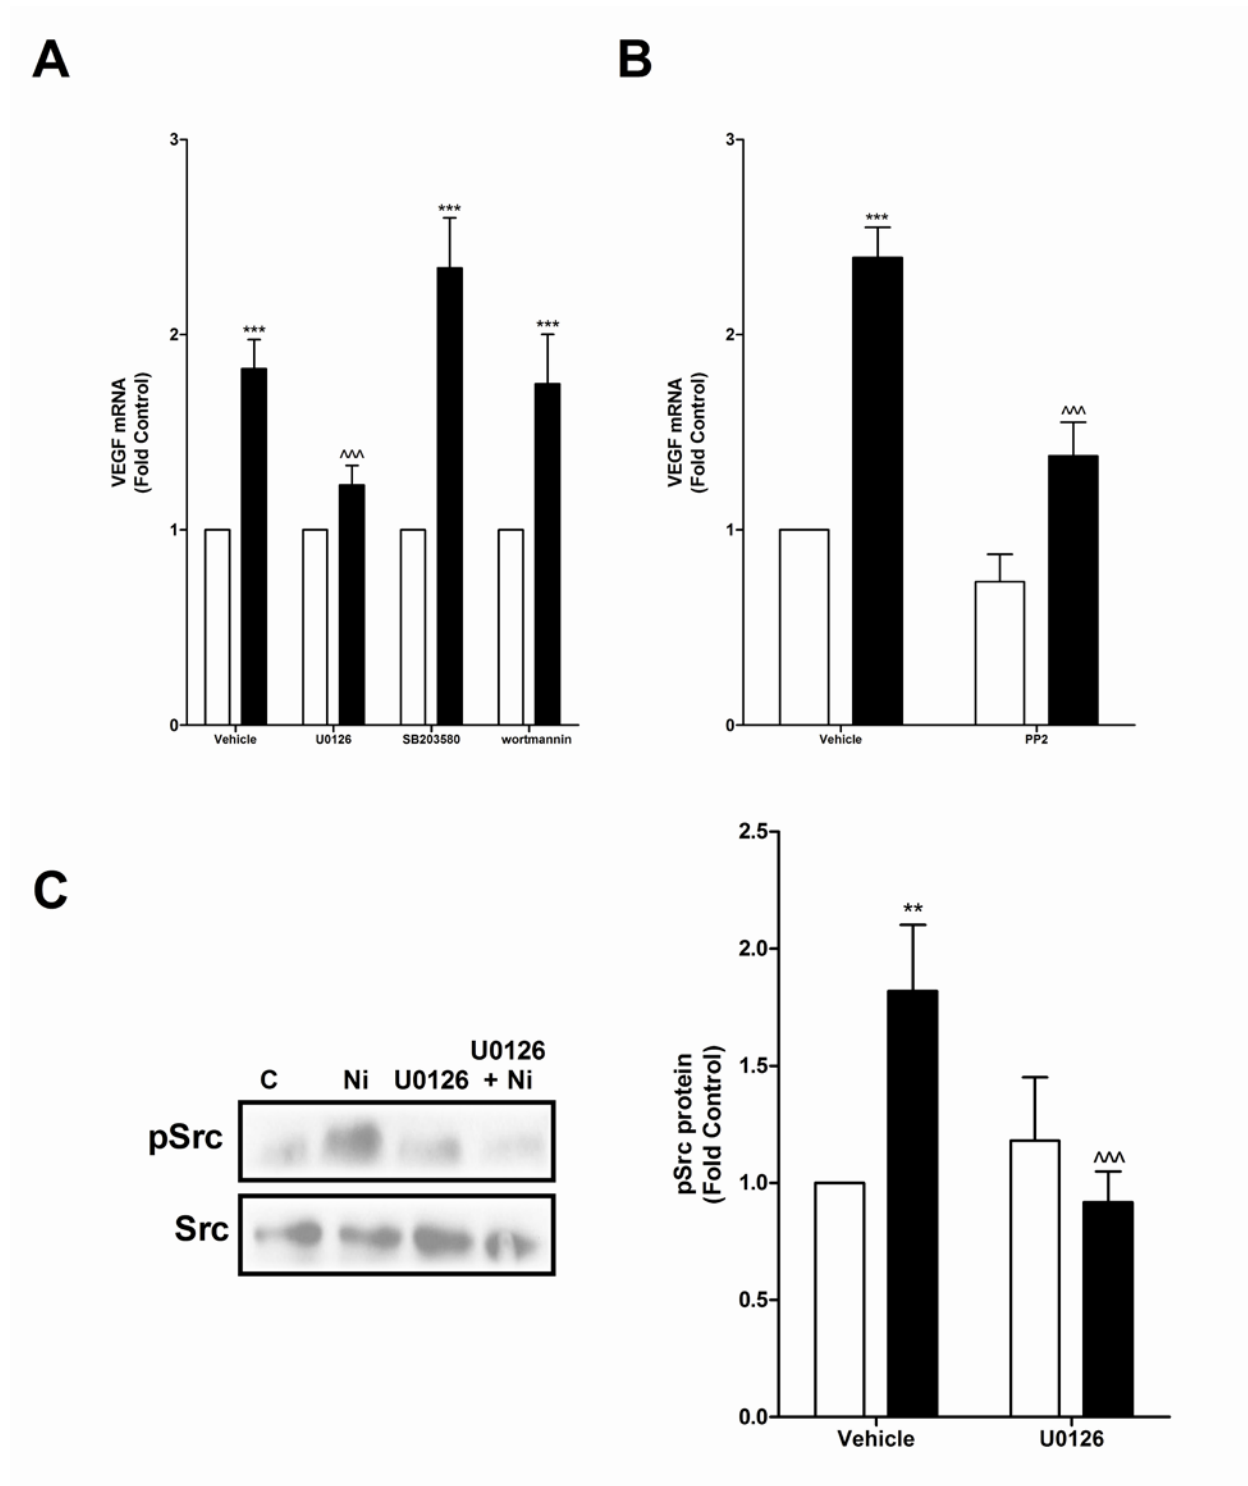 A
B
3
2
1
0
VEGF mRNA
(Fold Control)
***
^^^
***
***
Vehicle
U0126
SB203580
wortmannin
3
2
1
0
VEGF mRNA
(Fold Control)
***
^^^
Vehicle
PP2
C
C
Ni
U0126
U0126
+ Ni
pSrc
Src
2.5
2.0
1.5
1.0
0.5
0.0
pSrc protein
(Fold Control)
**
^^^
Vehicle
U0126